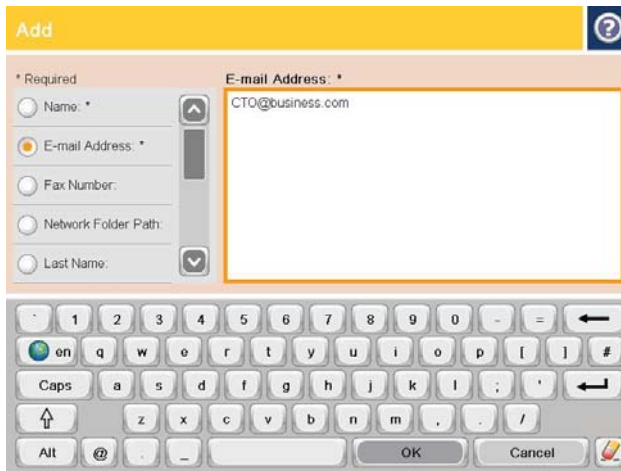 Add
?
* Required
E-mail Address: *
Name: *
CTO@business.com
E-mail Address: *
Fax Number:
Network Folder Path:
Last Name:
` 1 2 3 4 5 6 7 8 9 0 - = 
en q w e r t y u i o p [ ] #
Caps a s d f g h j k l ; '
z x c v b n m , . /
Alt @ . _ OK Cancel